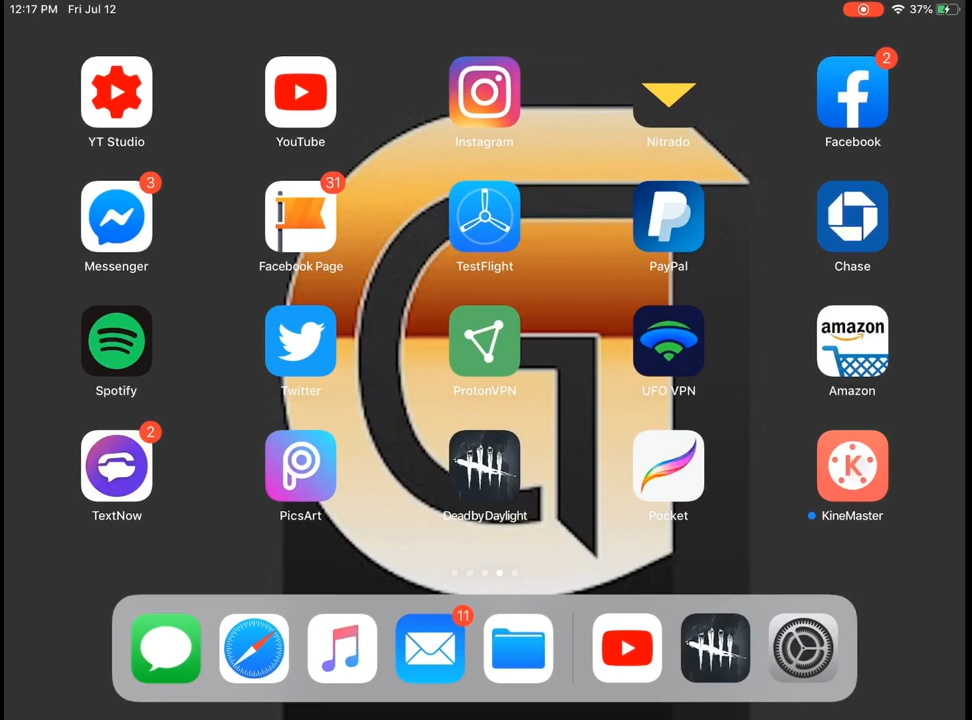 12:17 PM Fri Jul 12
37%
2
YT Studio
YouTube
Instagram
Nitrado
Facebook
3
31
Messenger
Facebook Page
TestFlight
PayPal
Chase
amazon
Spotify
Twitter
ProtonVPN
UFO VPN
Amazon
2
K
TextNow
PicsArt
DeadbyDaylight
Pocket
KineMaster
11